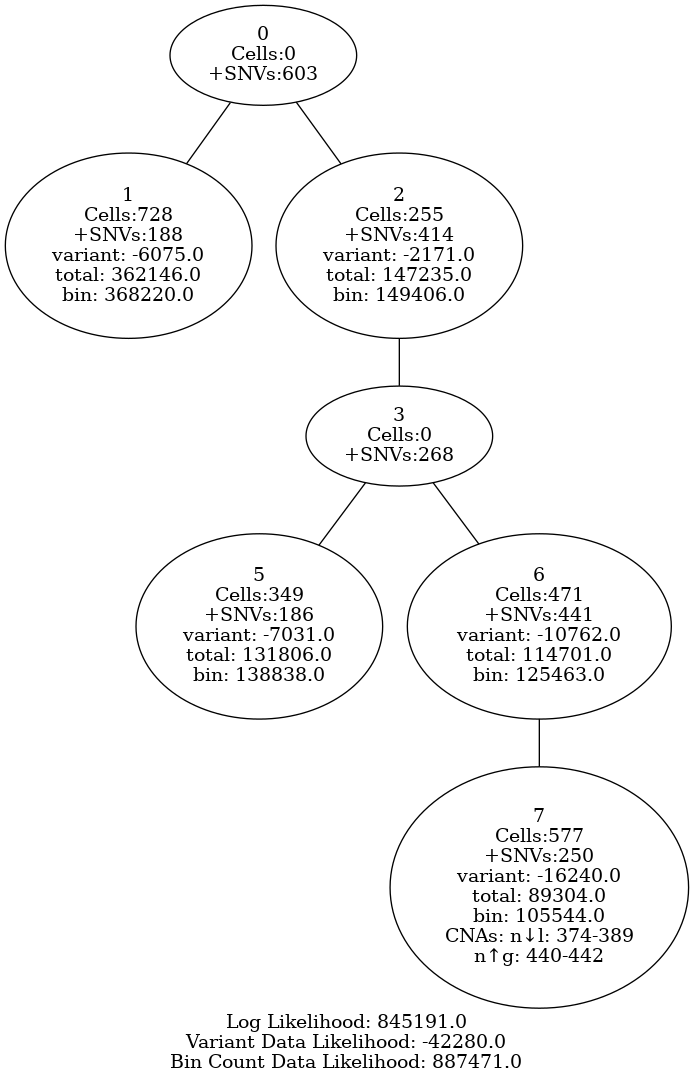 0
Cells:0
+SNVs:603
1
Cells:728
+SNVs:188
variant: -6075.0
total: 362146.0
bin: 368220.0
2
Cells:255
+SNVs:414
variant: -2171.0
total: 147235.0
bin: 149406.0
3
Cells:0
+SNVs:268
5
Cells:349
+SNVs:186
variant: -7031.0
total: 131806.0
bin: 138838.0
6
Cells:471
+SNVs:441
variant: -10762.0
total: 114701.0
bin: 125463.0
7
Cells:577
+SNVs:250
variant: -16240.0
total: 89304.0
bin: 105544.0
CNAs: n↓l: 374-389
n↑g: 440-442
Log Likelihood: 845191.0
Variant Data Likelihood: -42280.0
Bin Count Data Likelihood: 887471.0